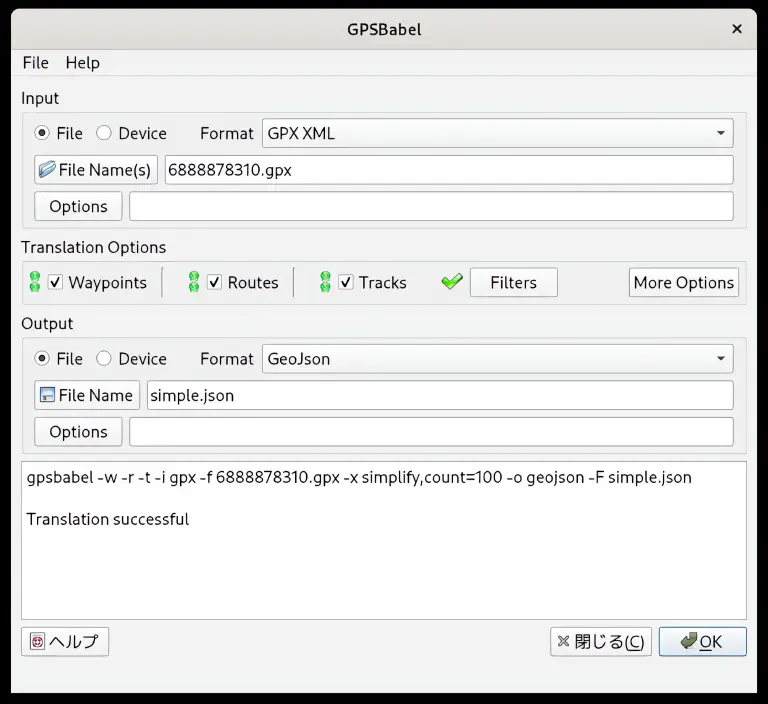 GPSBabel
File Help
Input
File Device Format GPX XML
File Name(s) 6888878310.gpx
Options
Translation Options
Waypoints Routes Tracks Filters More Options
Output
File Device Format GeoJson
File Name simple.json
Options
gpsbabel -w -r -t -i gpx -f 6888878310.gpx -x simplify,count=100 -o geojson -F simple.json
Translation successful
ヘルプ 閉じる(C) OK